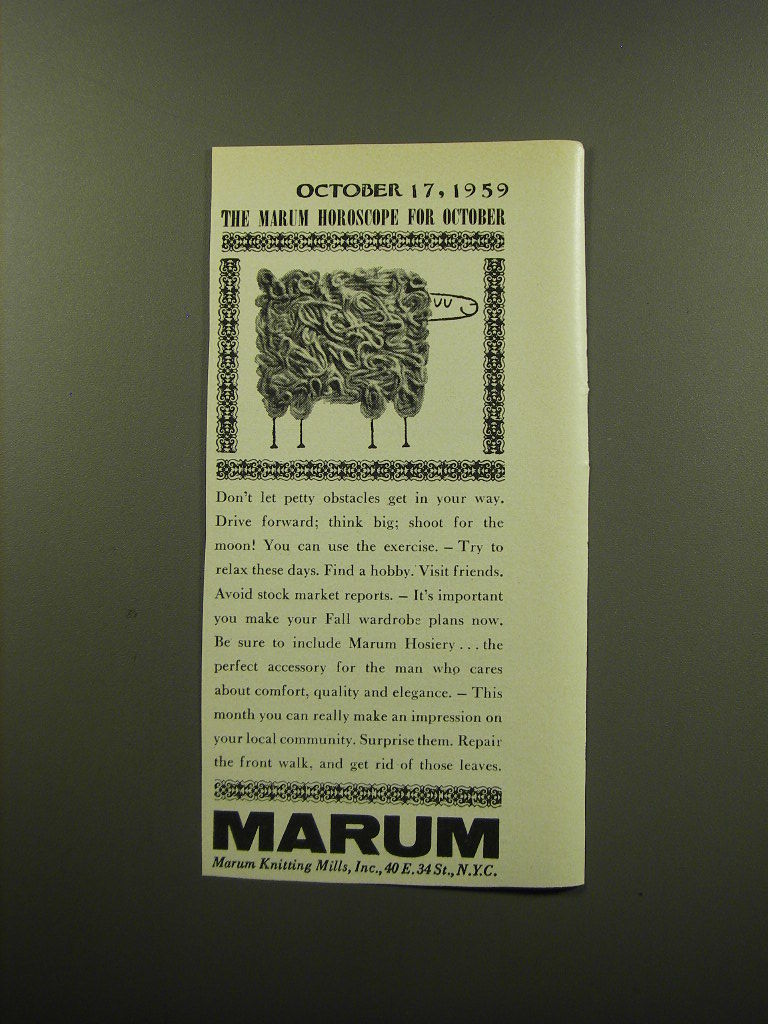 OCTOBER 17, 1959
THE MARUM HOROSCOPE FOR OCTOBER
Don't let petty obstacles get in your way.
Drive forward; think big; shoot for the
moon! You can use the exercise. — Try to
relax these days. Find a hobby. Visit friends.
Avoid stock market reports. — It's important
you make your Fall wardrobe plans now.
Be sure to include Marum Hosiery . . . the
perfect accessory for the man who cares
about comfort, quality and elegance. — This
month you can really make an impression on
your local community. Surprise them. Repair
the front walk, and get rid of those leaves.
MARUM
Marum Knitting Mills, Inc., 40 E. 34 St., N.Y.C.